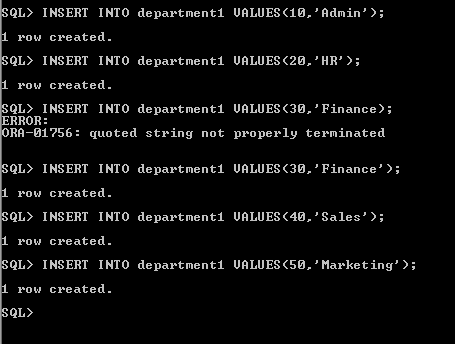 SQL> INSERT INTO department1 VALUES(10,'Admin');
1 row created.
SQL> INSERT INTO department1 VALUES(20,'HR');
1 row created.
SQL> INSERT INTO department1 VALUES(30,'Finance);
ERROR:
ORA-01756: quoted string not properly terminated
SQL> INSERT INTO department1 VALUES(30,'Finance');
1 row created.
SQL> INSERT INTO department1 VALUES(40,'Sales');
1 row created.
SQL> INSERT INTO department1 VALUES(50,'Marketing');
1 row created.
SQL>